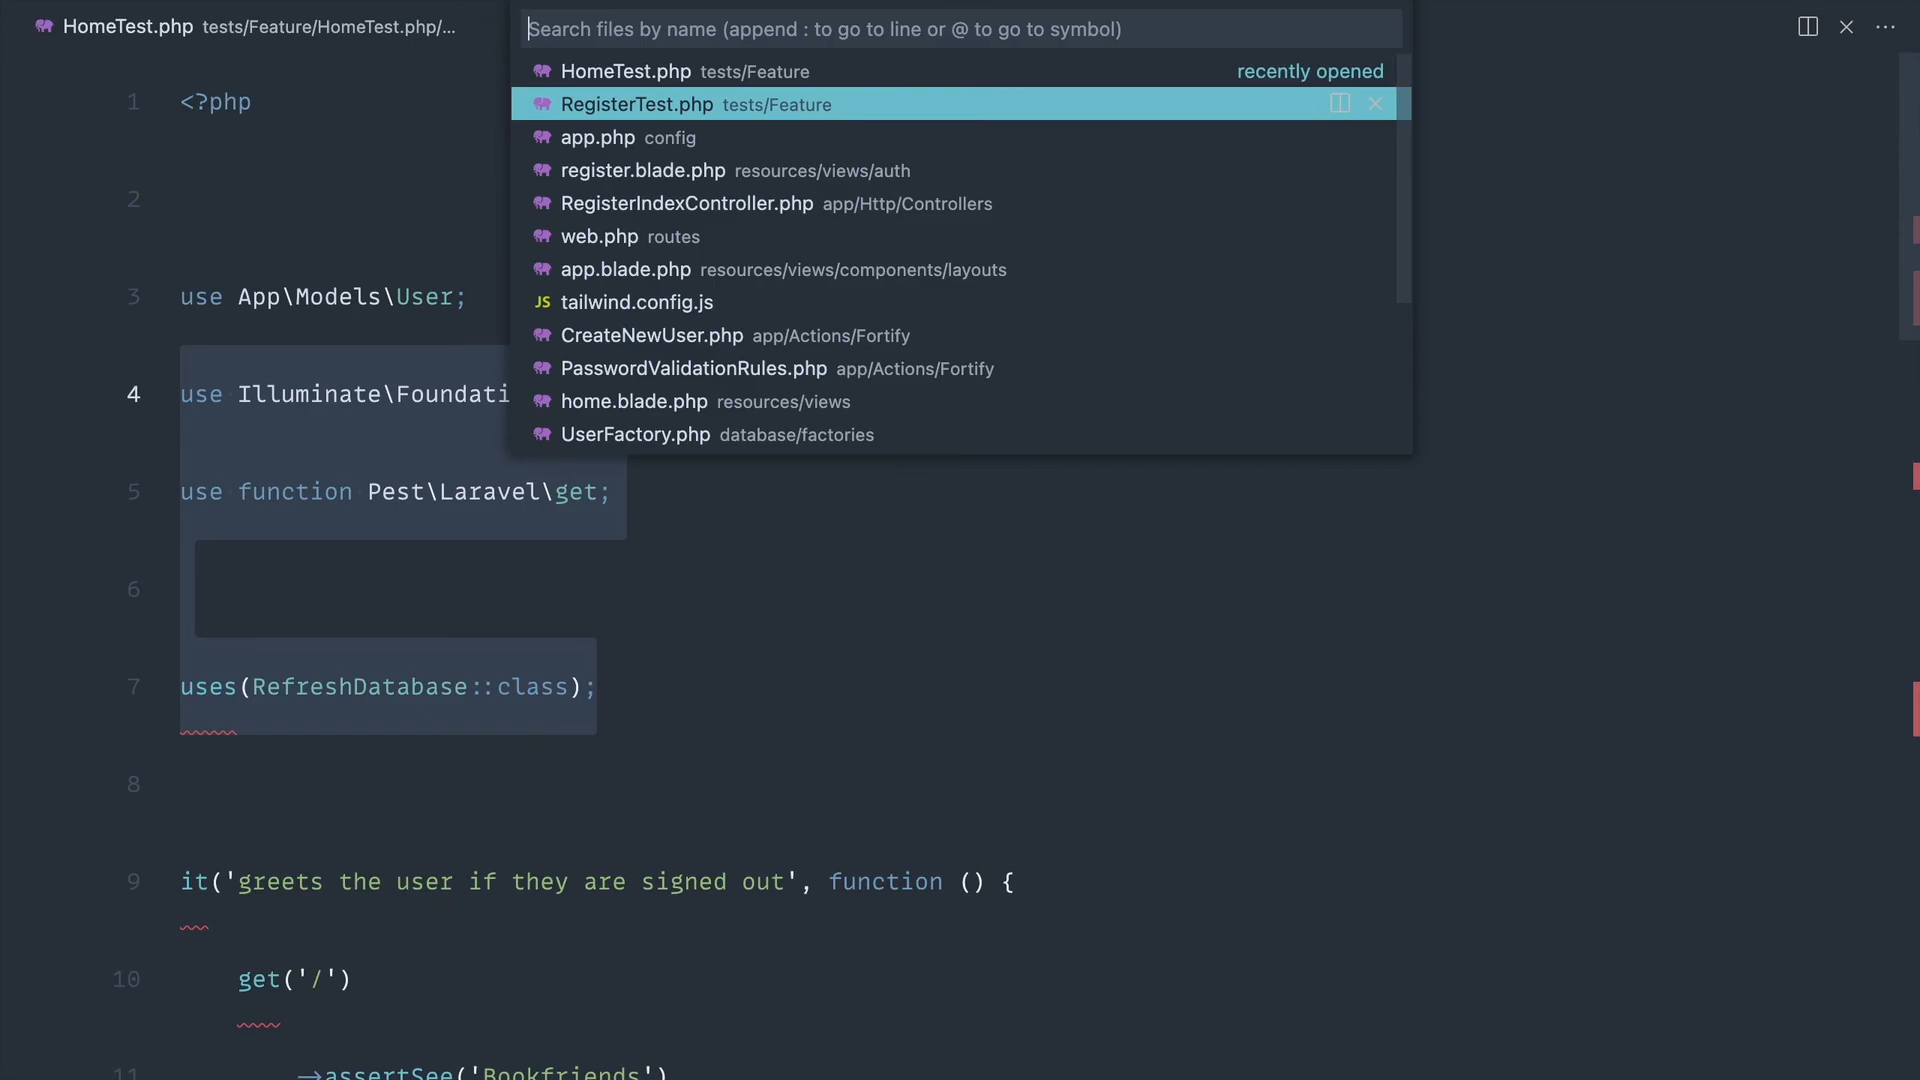 HomeTest.php tests/Feature/HomeTest.php/...
Search files by name (append : to go to line or @ to go to symbol)
HomeTest.php tests/Feature recently opened
RegisterTest.php tests/Feature
app.php config
register.blade.php resources/views/auth
RegisterIndexController.php app/Http/Controllers
web.php routes
app.blade.php resources/views/components/layouts
JS tailwind.config.js
CreateNewUser.php app/Actions/Fortify
PasswordValidationRules.php app/Actions/Fortify
home.blade.php resources/views
UserFactory.php database/factories
1 <?php
2
3 use App\Models\User;
4 use Illuminate\Foundati
5 use function Pest\Laravel\get;
6
7 uses(RefreshDatabase::class);
8
9 it('greets the user if they are signed out', function () {
10 get('/')
11 ->assertSee('Bookfriends')